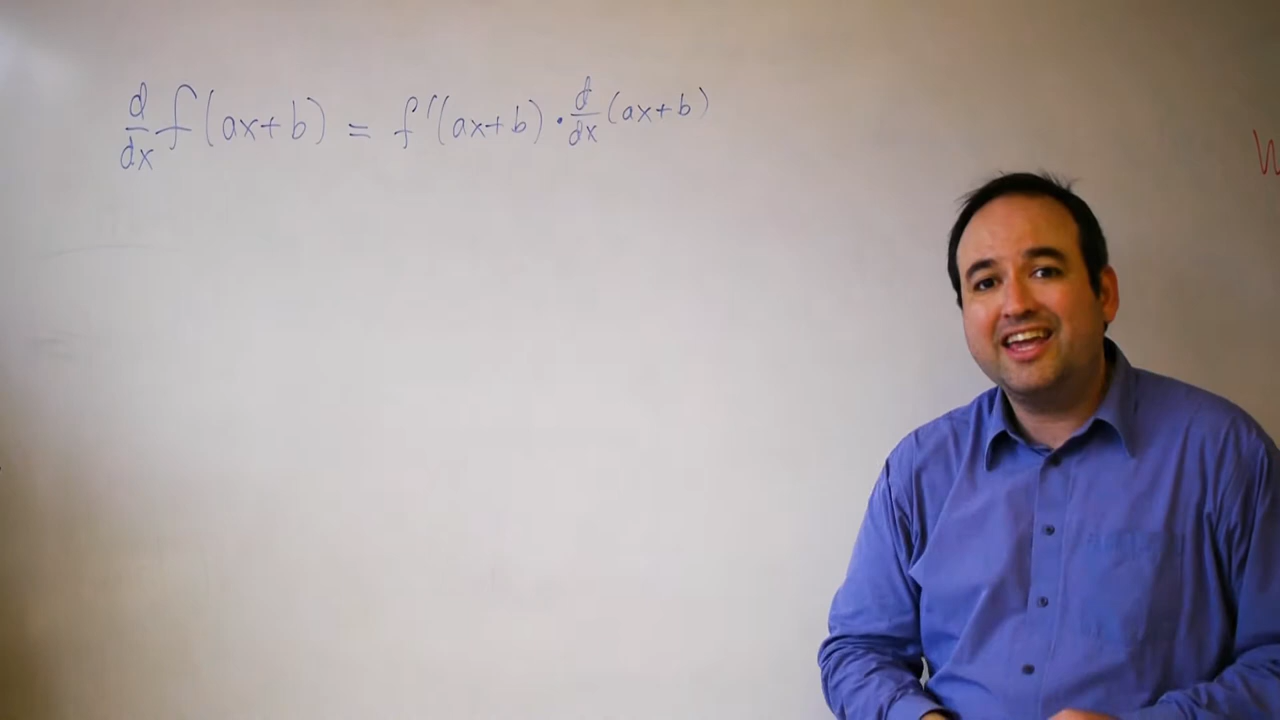 d/dx f(ax+b) = f'(ax+b) · d/dx (ax+b)